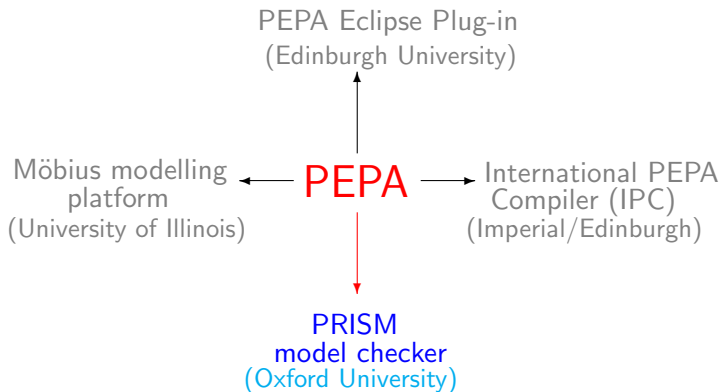 PEPA Eclipse Plug-in
(Edinburgh University)
Möbius modelling
platform
(University of Illinois)
PEPA
International PEPA
Compiler (IPC)
(Imperial/Edinburgh)
PRISM
model checker
(Oxford University)